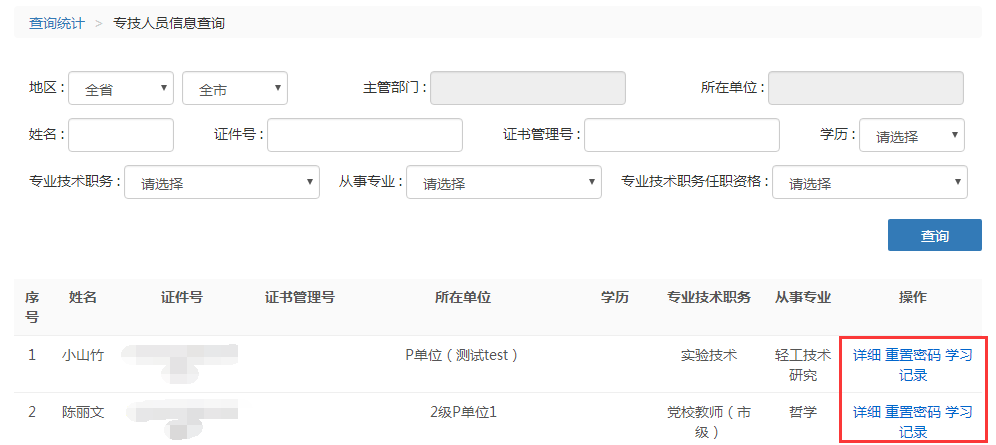 查询统计 > 专技人员信息查询
地区 : 全省 全市 主管部门 : 所在单位 :
姓名 : 证件号 : 证书管理号 : 学历 : 请选择
专业技术职务 : 请选择 从事专业 : 请选择 专业技术职务任职资格 : 请选择
查询
序号 姓名 证件号 证书管理号 所在单位 学历 专业技术职务 从事专业 操作
1 小山竹 P单位（测试test） 实验技术 轻工技术研究 详细 重置密码 学习记录
2 陈丽文 2级P单位1 党校教师（市级） 哲学 详细 重置密码 学习记录